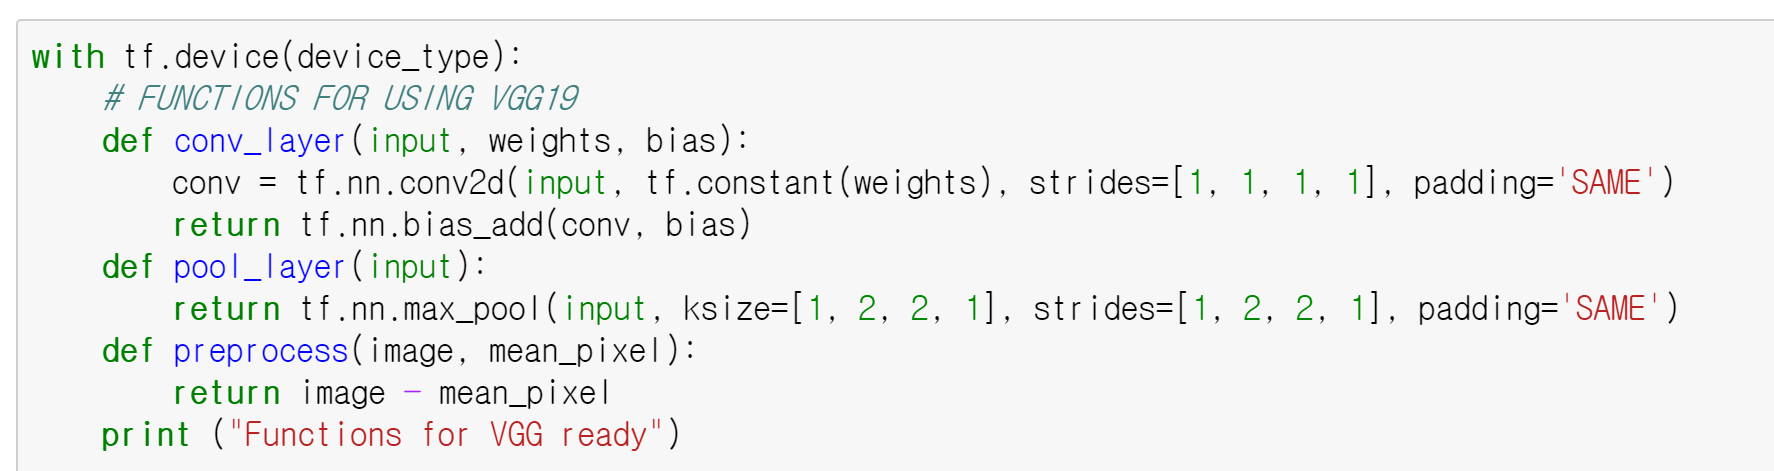 with tf.device(device_type):
    # FUNCTIONS FOR USING VGG19
    def conv_layer(input, weights, bias):
        conv = tf.nn.conv2d(input, tf.constant(weights), strides=[1, 1, 1, 1], padding='SAME')
        return tf.nn.bias_add(conv, bias)
    def pool_layer(input):
        return tf.nn.max_pool(input, ksize=[1, 2, 2, 1], strides=[1, 2, 2, 1], padding='SAME')
    def preprocess(image, mean_pixel):
        return image - mean_pixel
    print ("Functions for VGG ready")